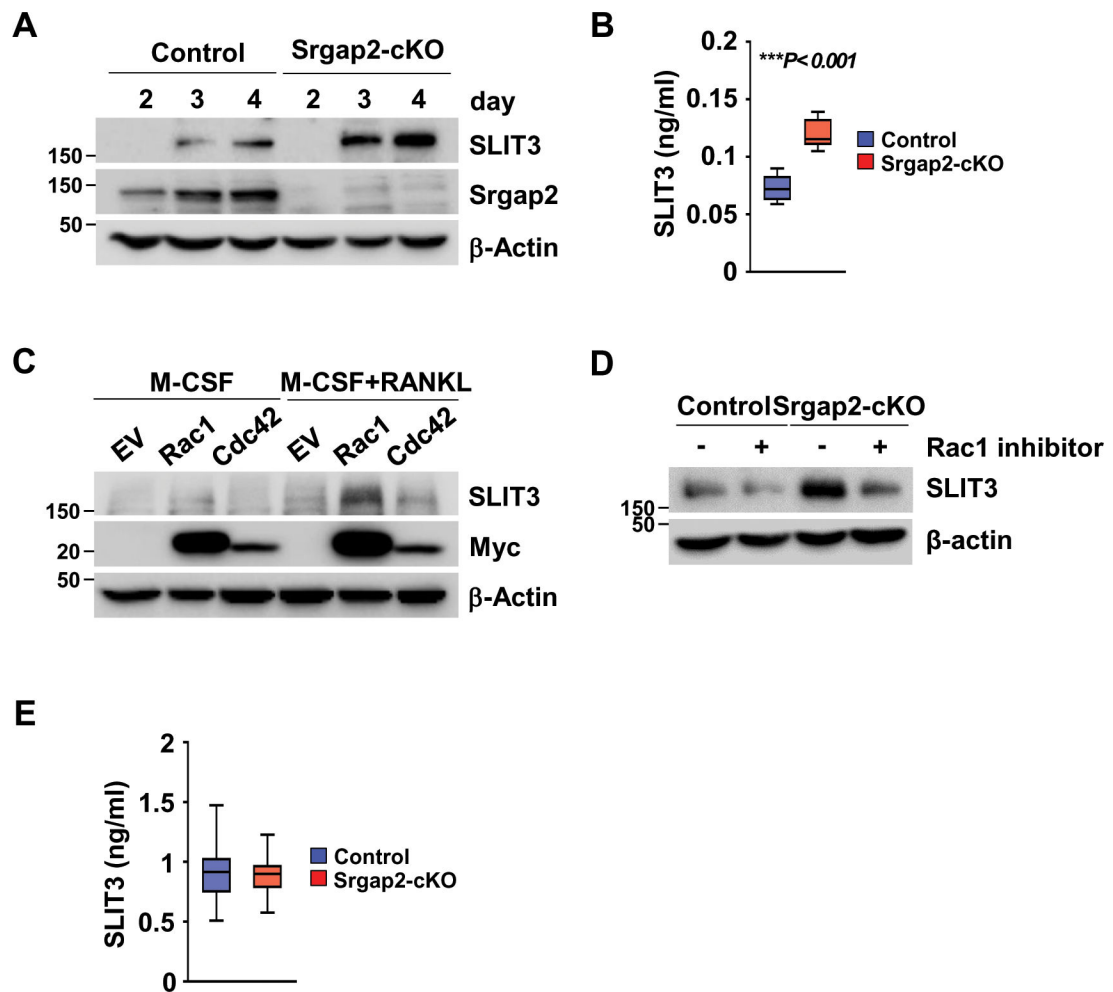 A
Control Srgap2-cKO
2 3 4 2 3 4 day
150 SLIT3
150 Srgap2
50 β-Actin
B
0.2
0.15
0.1
0.05
0
SLIT3 (ng/ml)
***P< 0.001
Control
Srgap2-cKO
C
M-CSF M-CSF+RANKL
EV Rac1 Cdc42 EV Rac1 Cdc42
150 SLIT3
20 Myc
50 β-Actin
D
Control Srgap2-cKO
- + - + Rac1 inhibitor
150 SLIT3
50 β-actin
E
2
1.5
1
0.5
0
SLIT3 (ng/ml)
Control
Srgap2-cKO